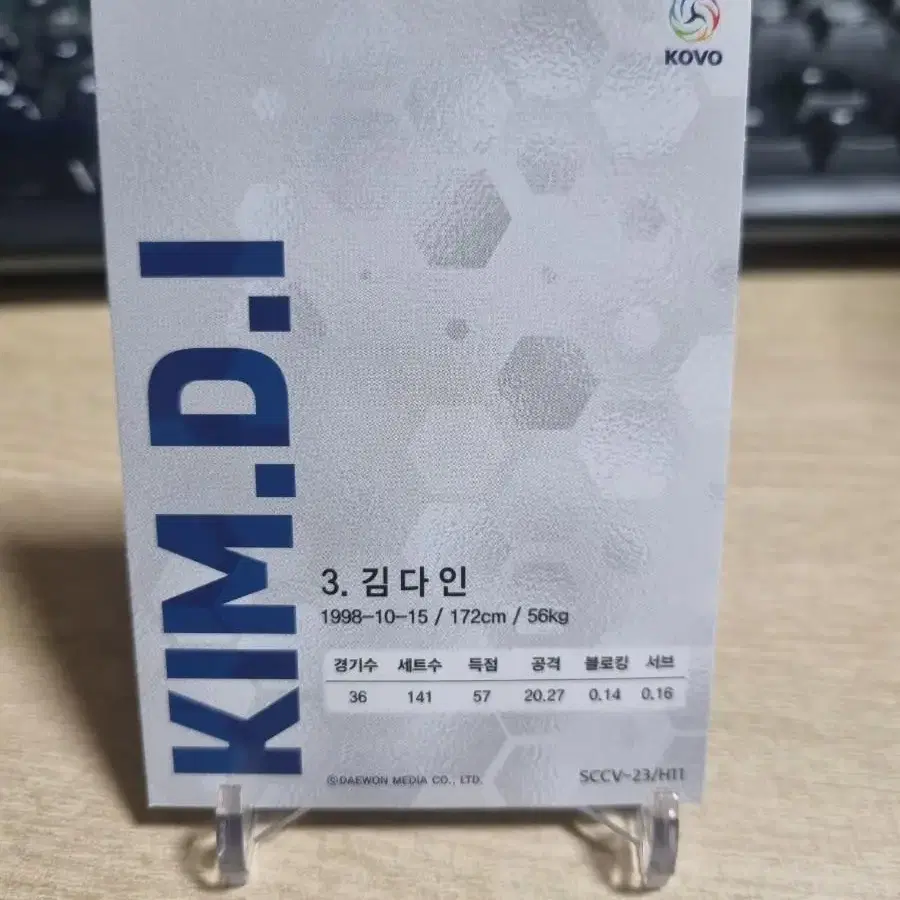 KOVO
KIM.D.I
3. 김다인
1998-10-15 / 172cm / 56kg
경기수 세트수 득점 공격 블로킹 서브
36 141 57 20.27 0.14 0.16
ⓒDAEWON MEDIA CO., LTD.
SCCV-23/H11